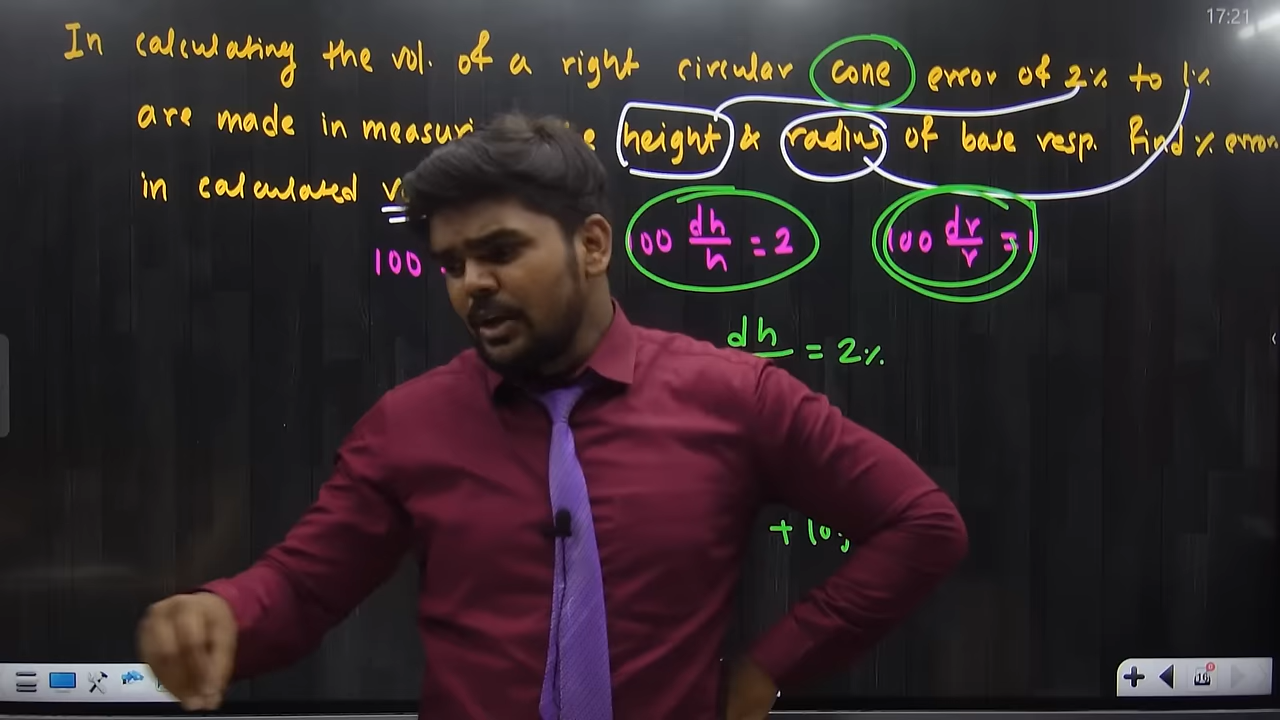 17:21
In calculating the vol. of a right circular cone error of 2% to 1%
are made in height & radius of base resp. Find % error
in calculated
100 100 dh/h = 2 100 dr/r = 1
dh = 2%
+ log
10